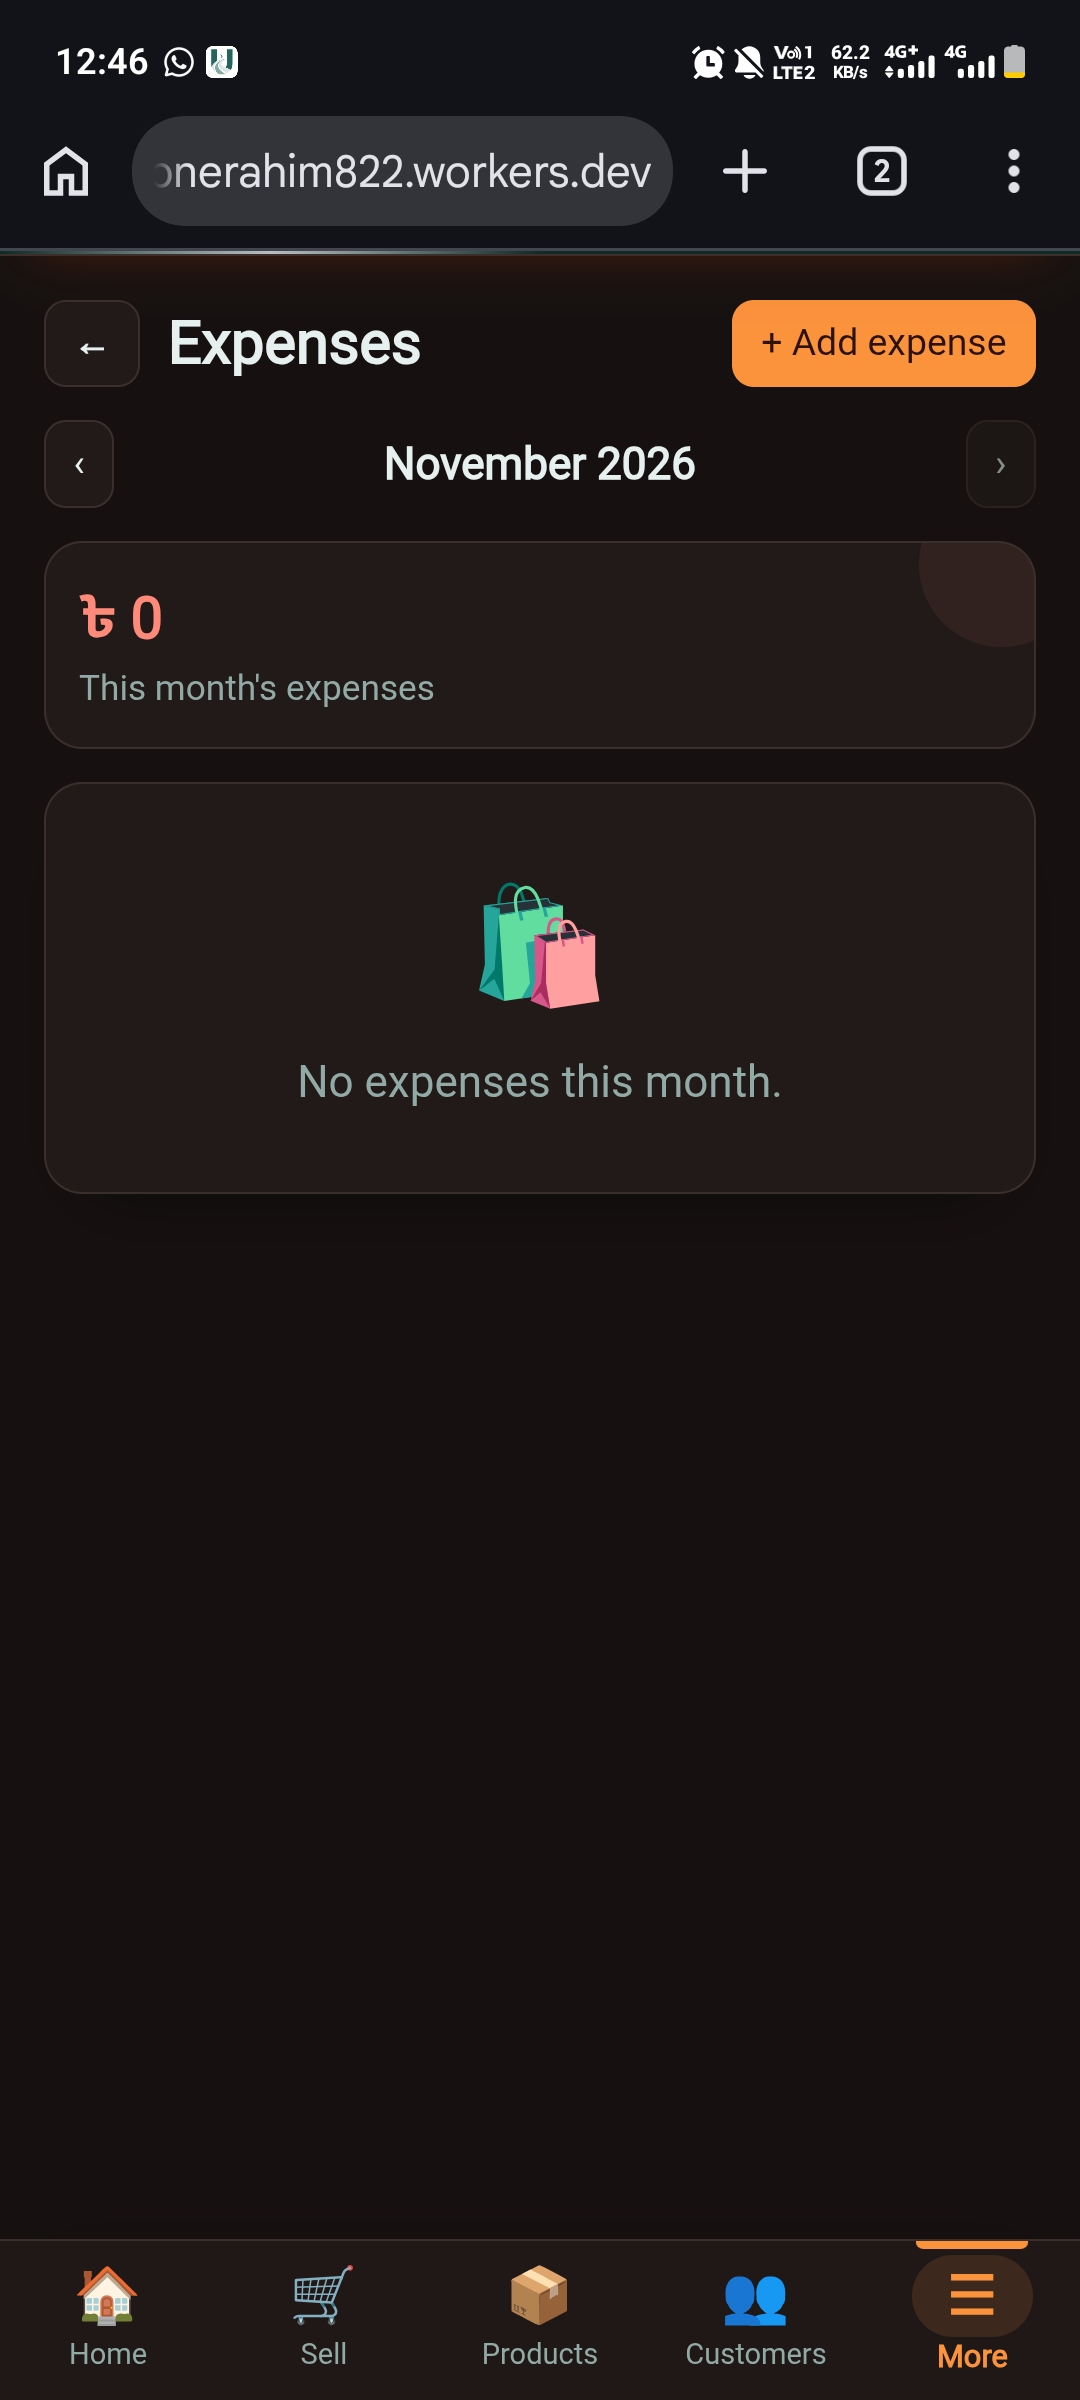 12:46
Vo) 1
LTE2
62.2
KB/s
4G+
4G
nerahim822.workers.dev
2
←
Expenses
+ Add expense
‹
November 2026
›
৳ 0
This month's expenses
No expenses this month.
Home
Sell
Products
Customers
More